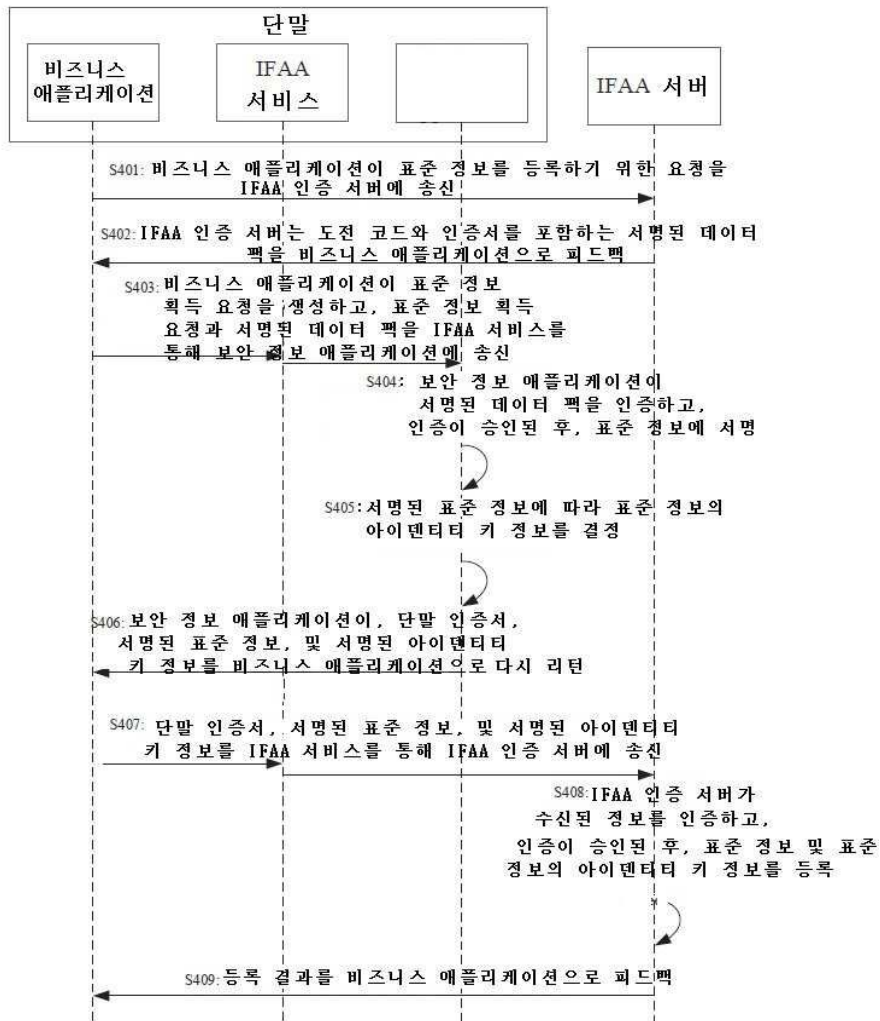 단말
비즈니스
애플리케이션
IFAA
서비스
IFAA 서버
S401: 비즈니스 애플리케이션이 표준 정보를 등록하기 위한 요청을
IFAA 인증 서버에 송신
S402: IFAA 인증 서버는 도전 코드와 인증서를 포함하는 서명된 데이터
팩을 비즈니스 애플리케이션으로 피드백
S403: 비즈니스 애플리케이션이 표준 정보
획득 요청을 생성하고, 표준 정보 획득
요청과 서명된 데이터 팩을 IFAA 서비스를
통해 보안 정보 애플리케이션에 송신
S404: 보안 정보 애플리케이션이
서명된 데이터 팩을 인증하고,
인증이 승인된 후, 표준 정보에 서명
S405: 서명된 표준 정보에 따라 표준 정보의
아이덴티티 키 정보를 결정
S406: 보안 정보 애플리케이션이, 단말 인증서,
서명된 표준 정보, 및 서명된 아이덴티티
키 정보를 비즈니스 애플리케이션으로 다시 리턴
S407: 단말 인증서, 서명된 표준 정보, 및 서명된 아이덴티티
키 정보를 IFAA 서비스를 통해 IFAA 인증 서버에 송신
S408: IFAA 인증 서버가
수신된 정보를 인증하고,
인증이 승인된 후, 표준 정보 및 표준
정보의 아이덴티티 키 정보를 등록
S409: 등록 결과를 비즈니스 애플리케이션으로 피드백